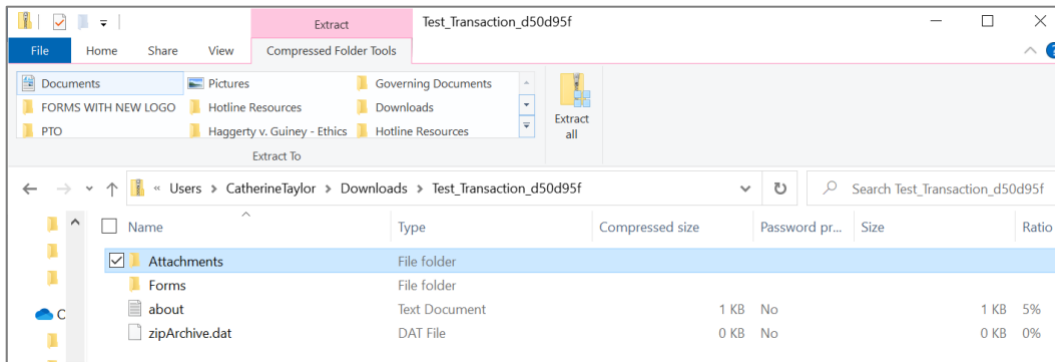 Extract Test_Transaction_d50d95f
File Home Share View Compressed Folder Tools
Documents Pictures Governing Documents
FORMS WITH NEW LOGO Hotline Resources Downloads
PTO Haggerty v. Guiney - Ethics Hotline Resources
Extract
all
Extract To
« Users > CatherineTaylor > Downloads > Test_Transaction_d50d95f Search Test_Transaction_d50d95f
Name Type Compressed size Password pr... Size Ratio
Attachments File folder
Forms File folder
about Text Document 1 KB No 1 KB 5%
zipArchive.dat DAT File 0 KB No 0 KB 0%